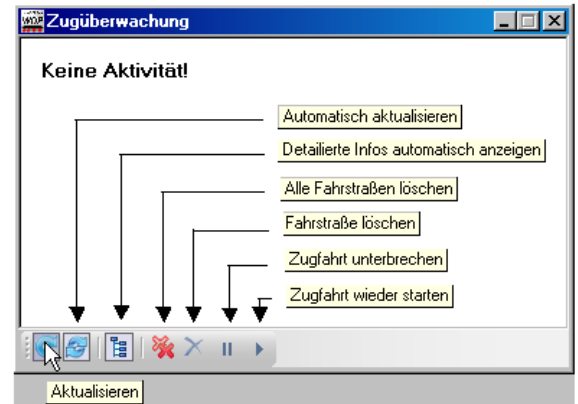 Zugüberwachung
Keine Aktivität!
Automatisch aktualisieren
Detailierte Infos automatisch anzeigen
Alle Fahrstraßen löschen
Fahrstraße löschen
Zugfahrt unterbrechen
Zugfahrt wieder starten
Aktualisieren